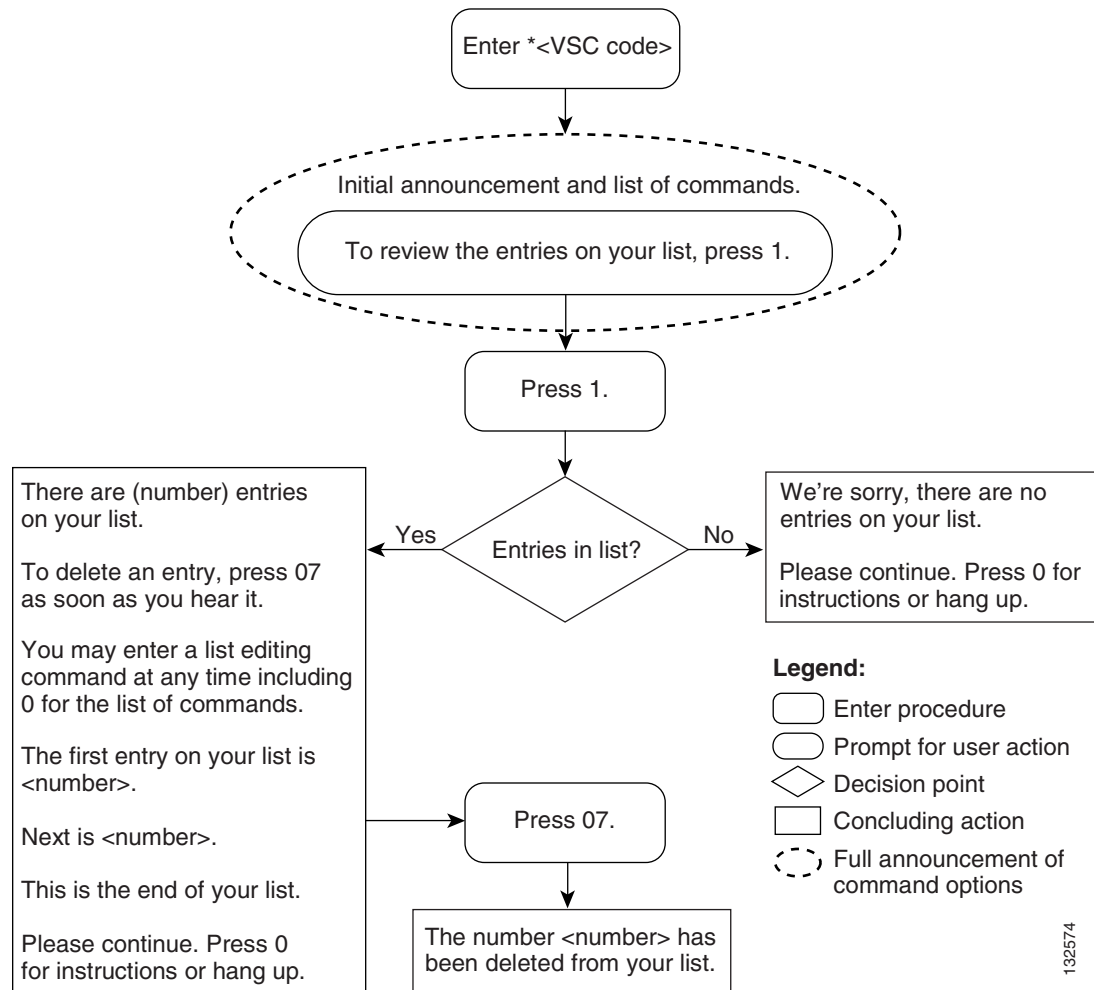 Enter *<VSC code>
Initial announcement and list of commands.
To review the entries on your list, press 1.
Press 1.
Entries in list?
Yes
No
There are (number) entries
on your list.
To delete an entry, press 07
as soon as you hear it.
You may enter a list editing
command at any time including
0 for the list of commands.
The first entry on your list is
<number>.
Next is <number>.
This is the end of your list.
Please continue. Press 0
for instructions or hang up.
We're sorry, there are no
entries on your list.
Please continue. Press 0 for
instructions or hang up.
Press 07.
The number <number> has
been deleted from your list.
Legend:
Enter procedure
Prompt for user action
Decision point
Concluding action
Full announcement of
command options
132574